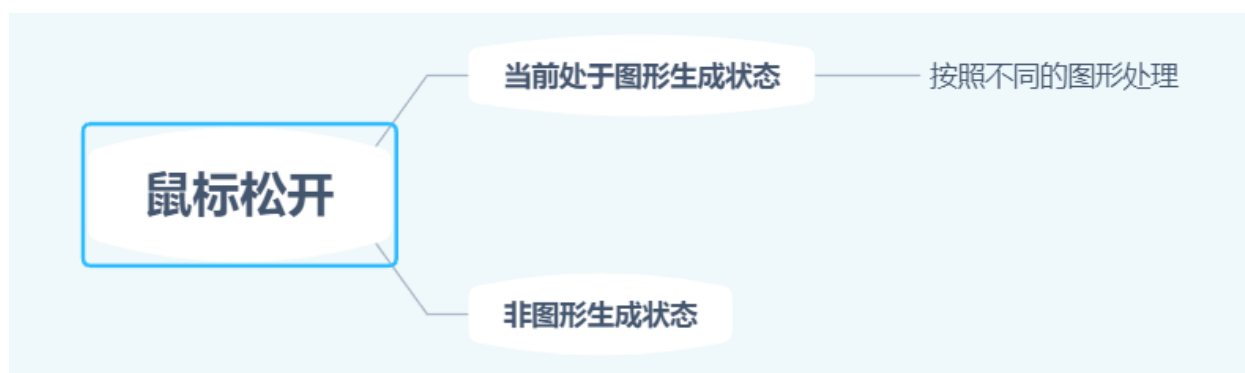 当前处于图形生成状态
按照不同的图形处理
鼠标松开
非图形生成状态